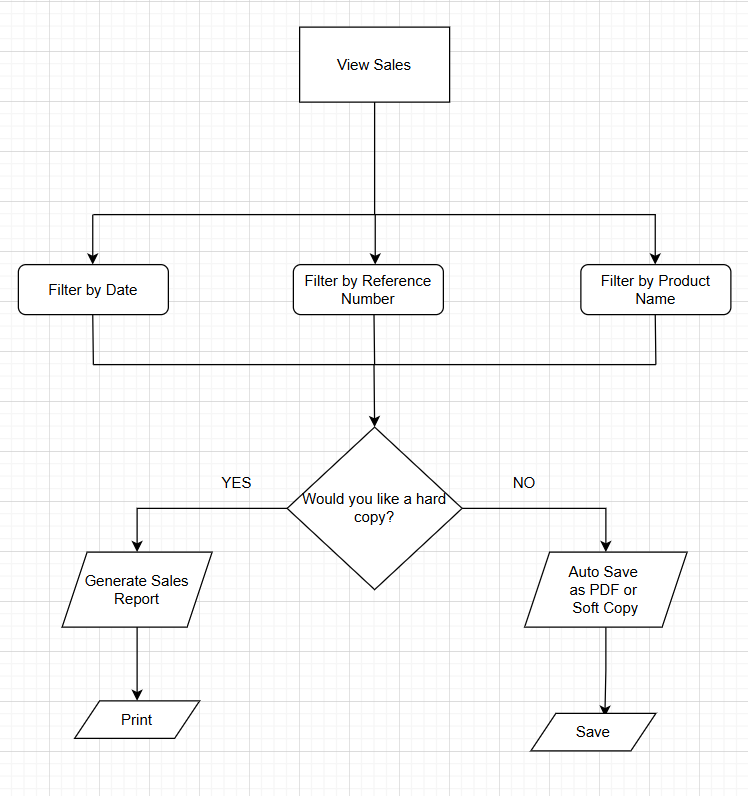 View Sales
Filter by Date
Filter by Reference
Number
Filter by Product
Name
YES
NO
Would you like a hard
copy?
Generate Sales
Report
Auto Save
as PDF or
Soft Copy
Print
Save